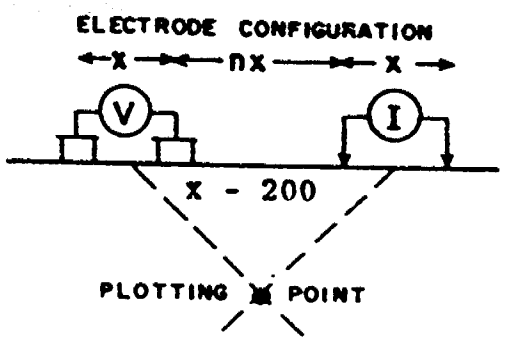 ELECTRODE CONFIGURATION
x nx x
V I
x - 200
PLOTTING POINT